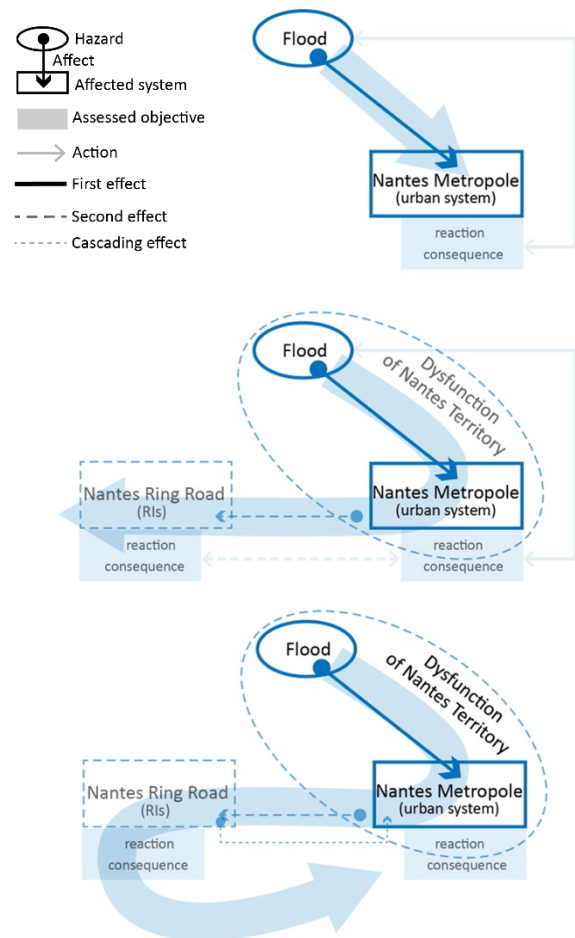 Hazard
Affect
Affected system
Assessed objective
Action
First effect
Second effect
Cascading effect
Flood
Nantes Metropole
(urban system)
reaction
consequence
Flood
Dysfunction
of Nantes Territory
Nantes Ring Road
(RIs)
reaction
consequence
Nantes Metropole
(urban system)
reaction
consequence
Flood
Dysfunction
of Nantes Territory
Nantes Ring Road
(RIs)
reaction
consequence
Nantes Metropole
(urban system)
reaction
consequence